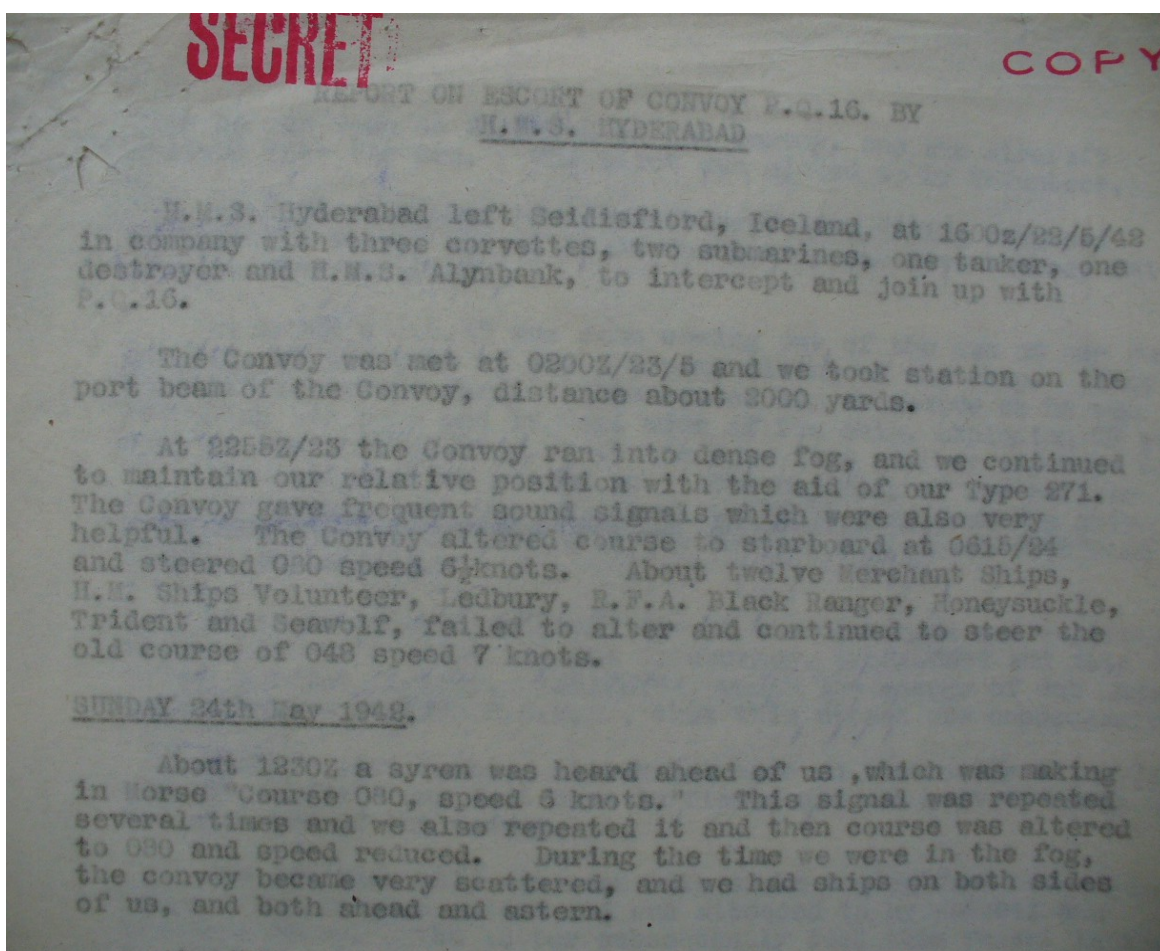 SECRET
COPY
REPORT ON ESCORT OF CONVOY P.Q.16. BY
H.M.S. HYDERABAD
H.M.S. Hyderabad left Seidisfiord, Iceland, at 1600z/22/5/42
in company with three corvettes, two submarines, one tanker, one
destroyer and H.M.S. Alynbank, to intercept and join up with
P.Q.16.
The Convoy was met at 0200Z/23/5 and we took station on the
port beam of the Convoy, distance about 2000 yards.
At 2255Z/23 the Convoy ran into dense fog, and we continued
to maintain our relative position with the aid of our Type 271.
The Convoy gave frequent sound signals which were also very
helpful. The Convoy altered course to starboard at 0615/24
and steered 080 speed 6½knots. About twelve Merchant Ships,
H.M. Ships Volunteer, Ledbury, R.F.A. Black Ranger, Honeysuckle,
Trident and Seawolf, failed to alter and continued to steer the
old course of 048 speed 7 knots.
SUNDAY 24th May 1942.
About 1230Z a syren was heard ahead of us ,which was making
in Morse "Course 080, speed 6 knots." This signal was repeated
several times and we also repeated it and then course was altered
to 080 and speed reduced. During the time we were in the fog,
the convoy became very scattered, and we had ships on both sides
of us, and both ahead and astern.